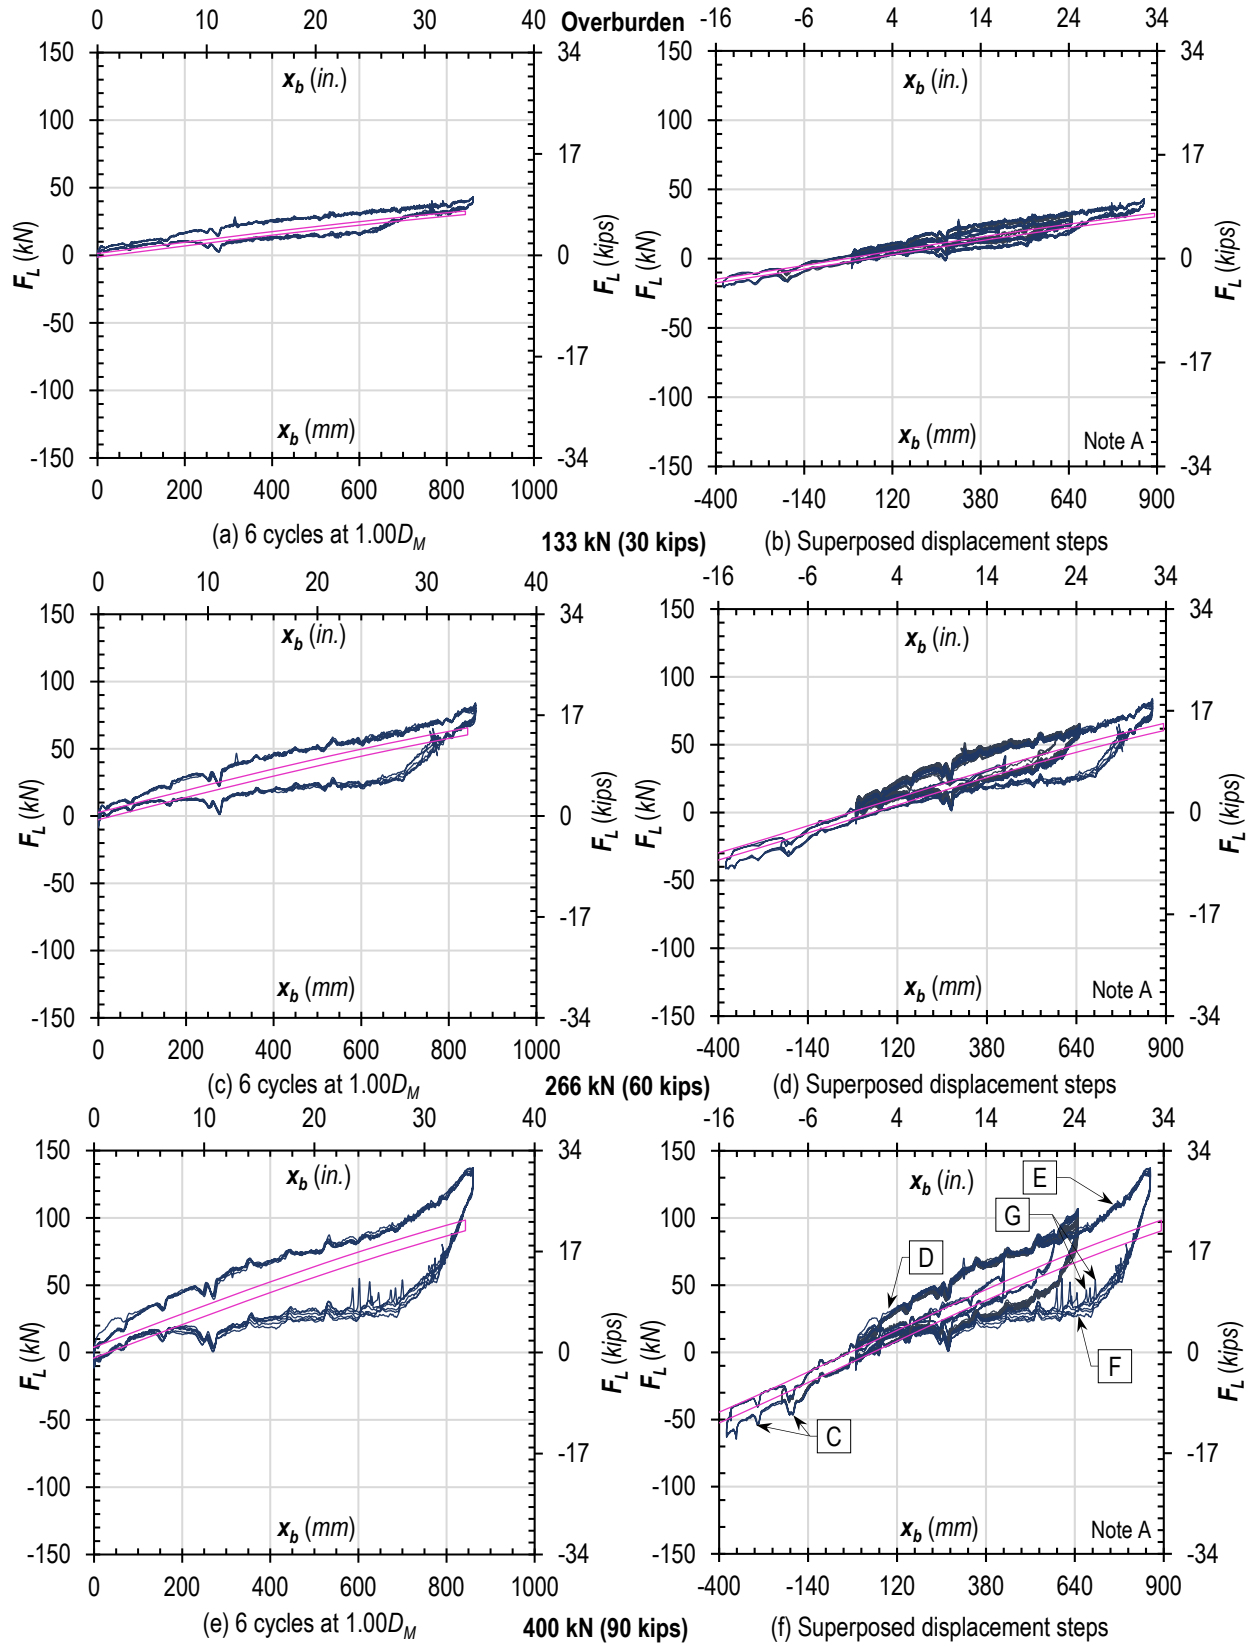 0 10 20 30 40 Overburden -16 -6 4 14 24 34
150 34 150 34
x_b (in.) x_b (in.)
100 100
17 17
50 50
F_L (kN) 0 0 F_L (kips) F_L (kN) 0 0 F_L (kips)
-50 -50
-17 -17
-100 -100
x_b (mm) x_b (mm) Note A
-150 -34 -150 -34
0 200 400 600 800 1000 -400 -140 120 380 640 900
(a) 6 cycles at 1.00D_M 133 kN (30 kips) (b) Superposed displacement steps
0 10 20 30 40 -16 -6 4 14 24 34
150 34 150 34
x_b (in.) x_b (in.)
100 100
17 17
50 50
F_L (kN) 0 0 F_L (kips) F_L (kN) 0 0 F_L (kips)
-50 -50
-17 -17
-100 -100
x_b (mm) x_b (mm) Note A
-150 -34 -150 -34
0 200 400 600 800 1000 -400 -140 120 380 640 900
(c) 6 cycles at 1.00D_M 266 kN (60 kips) (d) Superposed displacement steps
0 10 20 30 40 -16 -6 4 14 24 34
150 34 150 34
x_b (in.) x_b (in.) E
100 100 G
17 D 17
50 50
F_L (kN) 0 0 F_L (kips) F_L (kN) 0 F 0 F_L (kips)
-50 -50 C
-17 -17
-100 -100
x_b (mm) x_b (mm) Note A
-150 -34 -150 -34
0 200 400 600 800 1000 -400 -140 120 380 640 900
(e) 6 cycles at 1.00D_M 400 kN (90 kips) (f) Superposed displacement steps